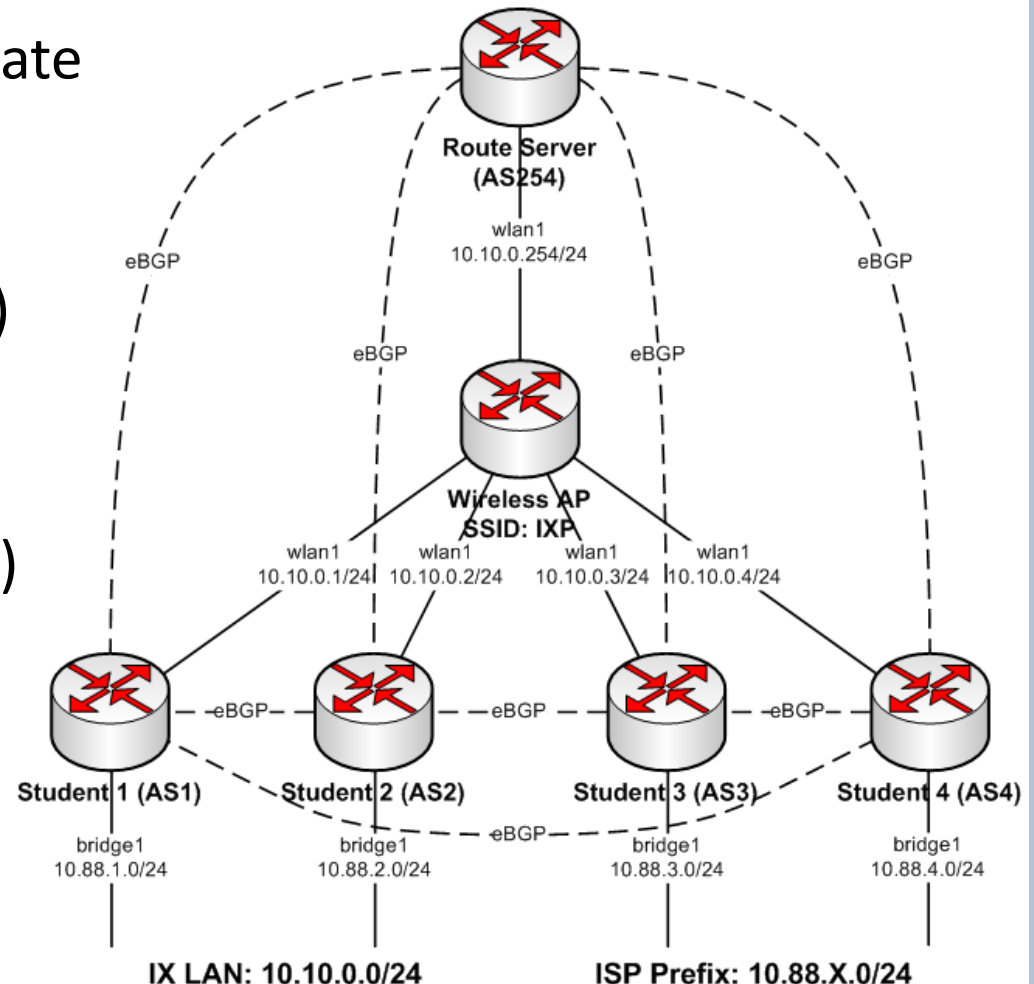 ate
)
)
Route Server
(AS254)
wlan1
10.10.0.254/24
eBGP
eBGP
eBGP
eBGP
Wireless AP
SSID: IXP
wlan1
10.10.0.1/24
wlan1
10.10.0.2/24
wlan1
10.10.0.3/24
wlan1
10.10.0.4/24
eBGP
eBGP
eBGP
Student 1 (AS1)
Student 2 (AS2)
Student 3 (AS3)
Student 4 (AS4)
eBGP
bridge1
10.88.1.0/24
bridge1
10.88.2.0/24
bridge1
10.88.3.0/24
bridge1
10.88.4.0/24
IX LAN: 10.10.0.0/24
ISP Prefix: 10.88.X.0/24